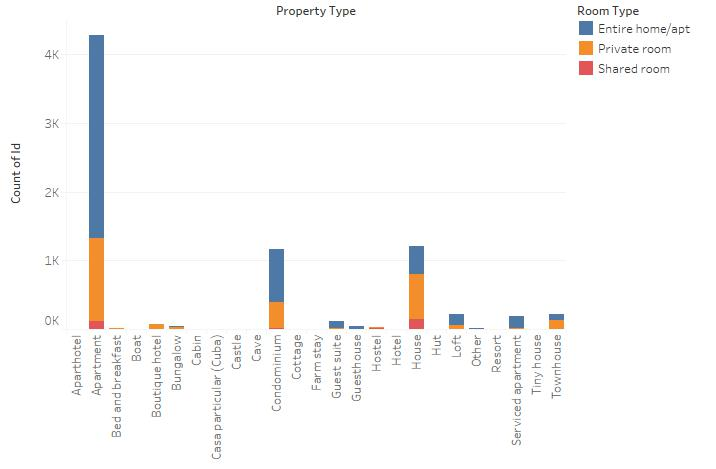 Property Type
Room Type
Entire home/apt
Private room
Shared room
Count of Id
4K
3K
2K
1K
0K
Aparthotel
Apartment
Bed and breakfast
Boat
Boutique hotel
Bungalow
Cabin
Casa particular (Cuba)
Castle
Cave
Condominium
Cottage
Farm stay
Guest suite
Guesthouse
Hostel
Hotel
House
Hut
Loft
Other
Resort
Serviced apartment
Tiny house
Townhouse